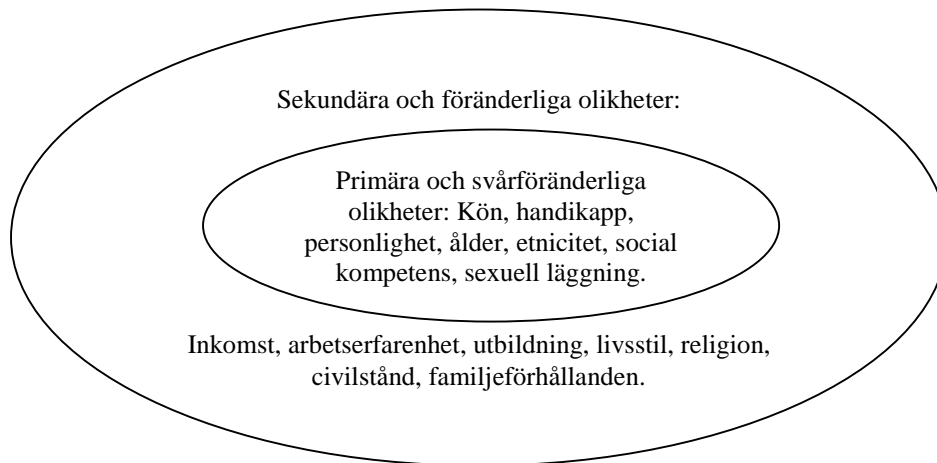 Sekundära och föränderliga olikheter:
Primära och svårföränderliga
olikheter: Kön, handikapp,
personlighet, ålder, etnicitet, social
kompetens, sexuell läggning.
Inkomst, arbetserfarenhet, utbildning, livsstil, religion,
civilstånd, familjeförhållanden.